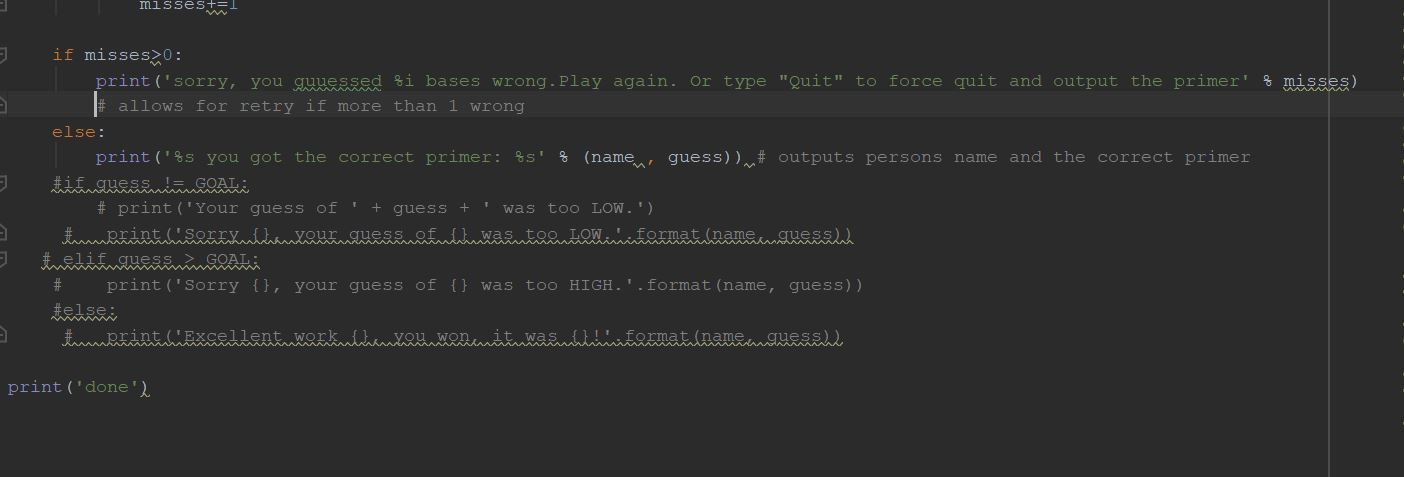 misses+=1
if misses>0:
print('sorry, you guuessed %i bases wrong.Play again. Or type "Quit" to force quit and output the primer' % misses)
# allows for retry if more than 1 wrong
else:
print('%s you got the correct primer: %s' % (name , guess)) # outputs persons name and the correct primer
#if guess != GOAL:
# print('Your guess of ' + guess + ' was too LOW.')
#   print('Sorry {}, your guess of {} was too LOW.'.format(name, guess))
# elif guess > GOAL:
#    print('Sorry {}, your guess of {} was too HIGH.'.format(name, guess))
#else:
#   print('Excellent work {}, you won, it was {}!'.format(name, guess))
print('done')